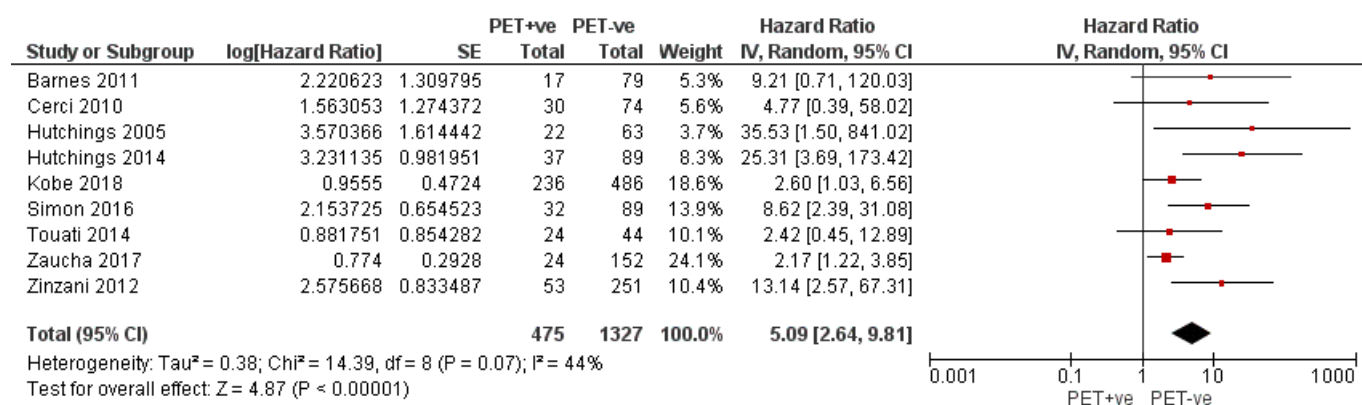 PET+ve PET-ve Hazard Ratio Hazard Ratio
Study or Subgroup log[Hazard Ratio] SE Total Total Weight IV, Random, 95% CI IV, Random, 95% CI
Barnes 2011 2.220623 1.309795 17 79 5.3% 9.21 [0.71, 120.03]
Cerci 2010 1.563053 1.274372 30 74 5.6% 4.77 [0.39, 58.02]
Hutchings 2005 3.570366 1.614442 22 63 3.7% 35.53 [1.50, 841.02]
Hutchings 2014 3.231135 0.981951 37 89 8.3% 25.31 [3.69, 173.42]
Kobe 2018 0.9555 0.4724 236 486 18.6% 2.60 [1.03, 6.56]
Simon 2016 2.153725 0.654523 32 89 13.9% 8.62 [2.39, 31.08]
Touati 2014 0.881751 0.854282 24 44 10.1% 2.42 [0.45, 12.89]
Zaucha 2017 0.774 0.2928 24 152 24.1% 2.17 [1.22, 3.85]
Zinzani 2012 2.575668 0.833487 53 251 10.4% 13.14 [2.57, 67.31]
Total (95% CI) 475 1327 100.0% 5.09 [2.64, 9.81]
Heterogeneity: Tau² = 0.38; Chi² = 14.39, df = 8 (P = 0.07); I² = 44%
Test for overall effect: Z = 4.87 (P < 0.00001)
0.001 0.1 1 10 1000
PET+ve PET-ve